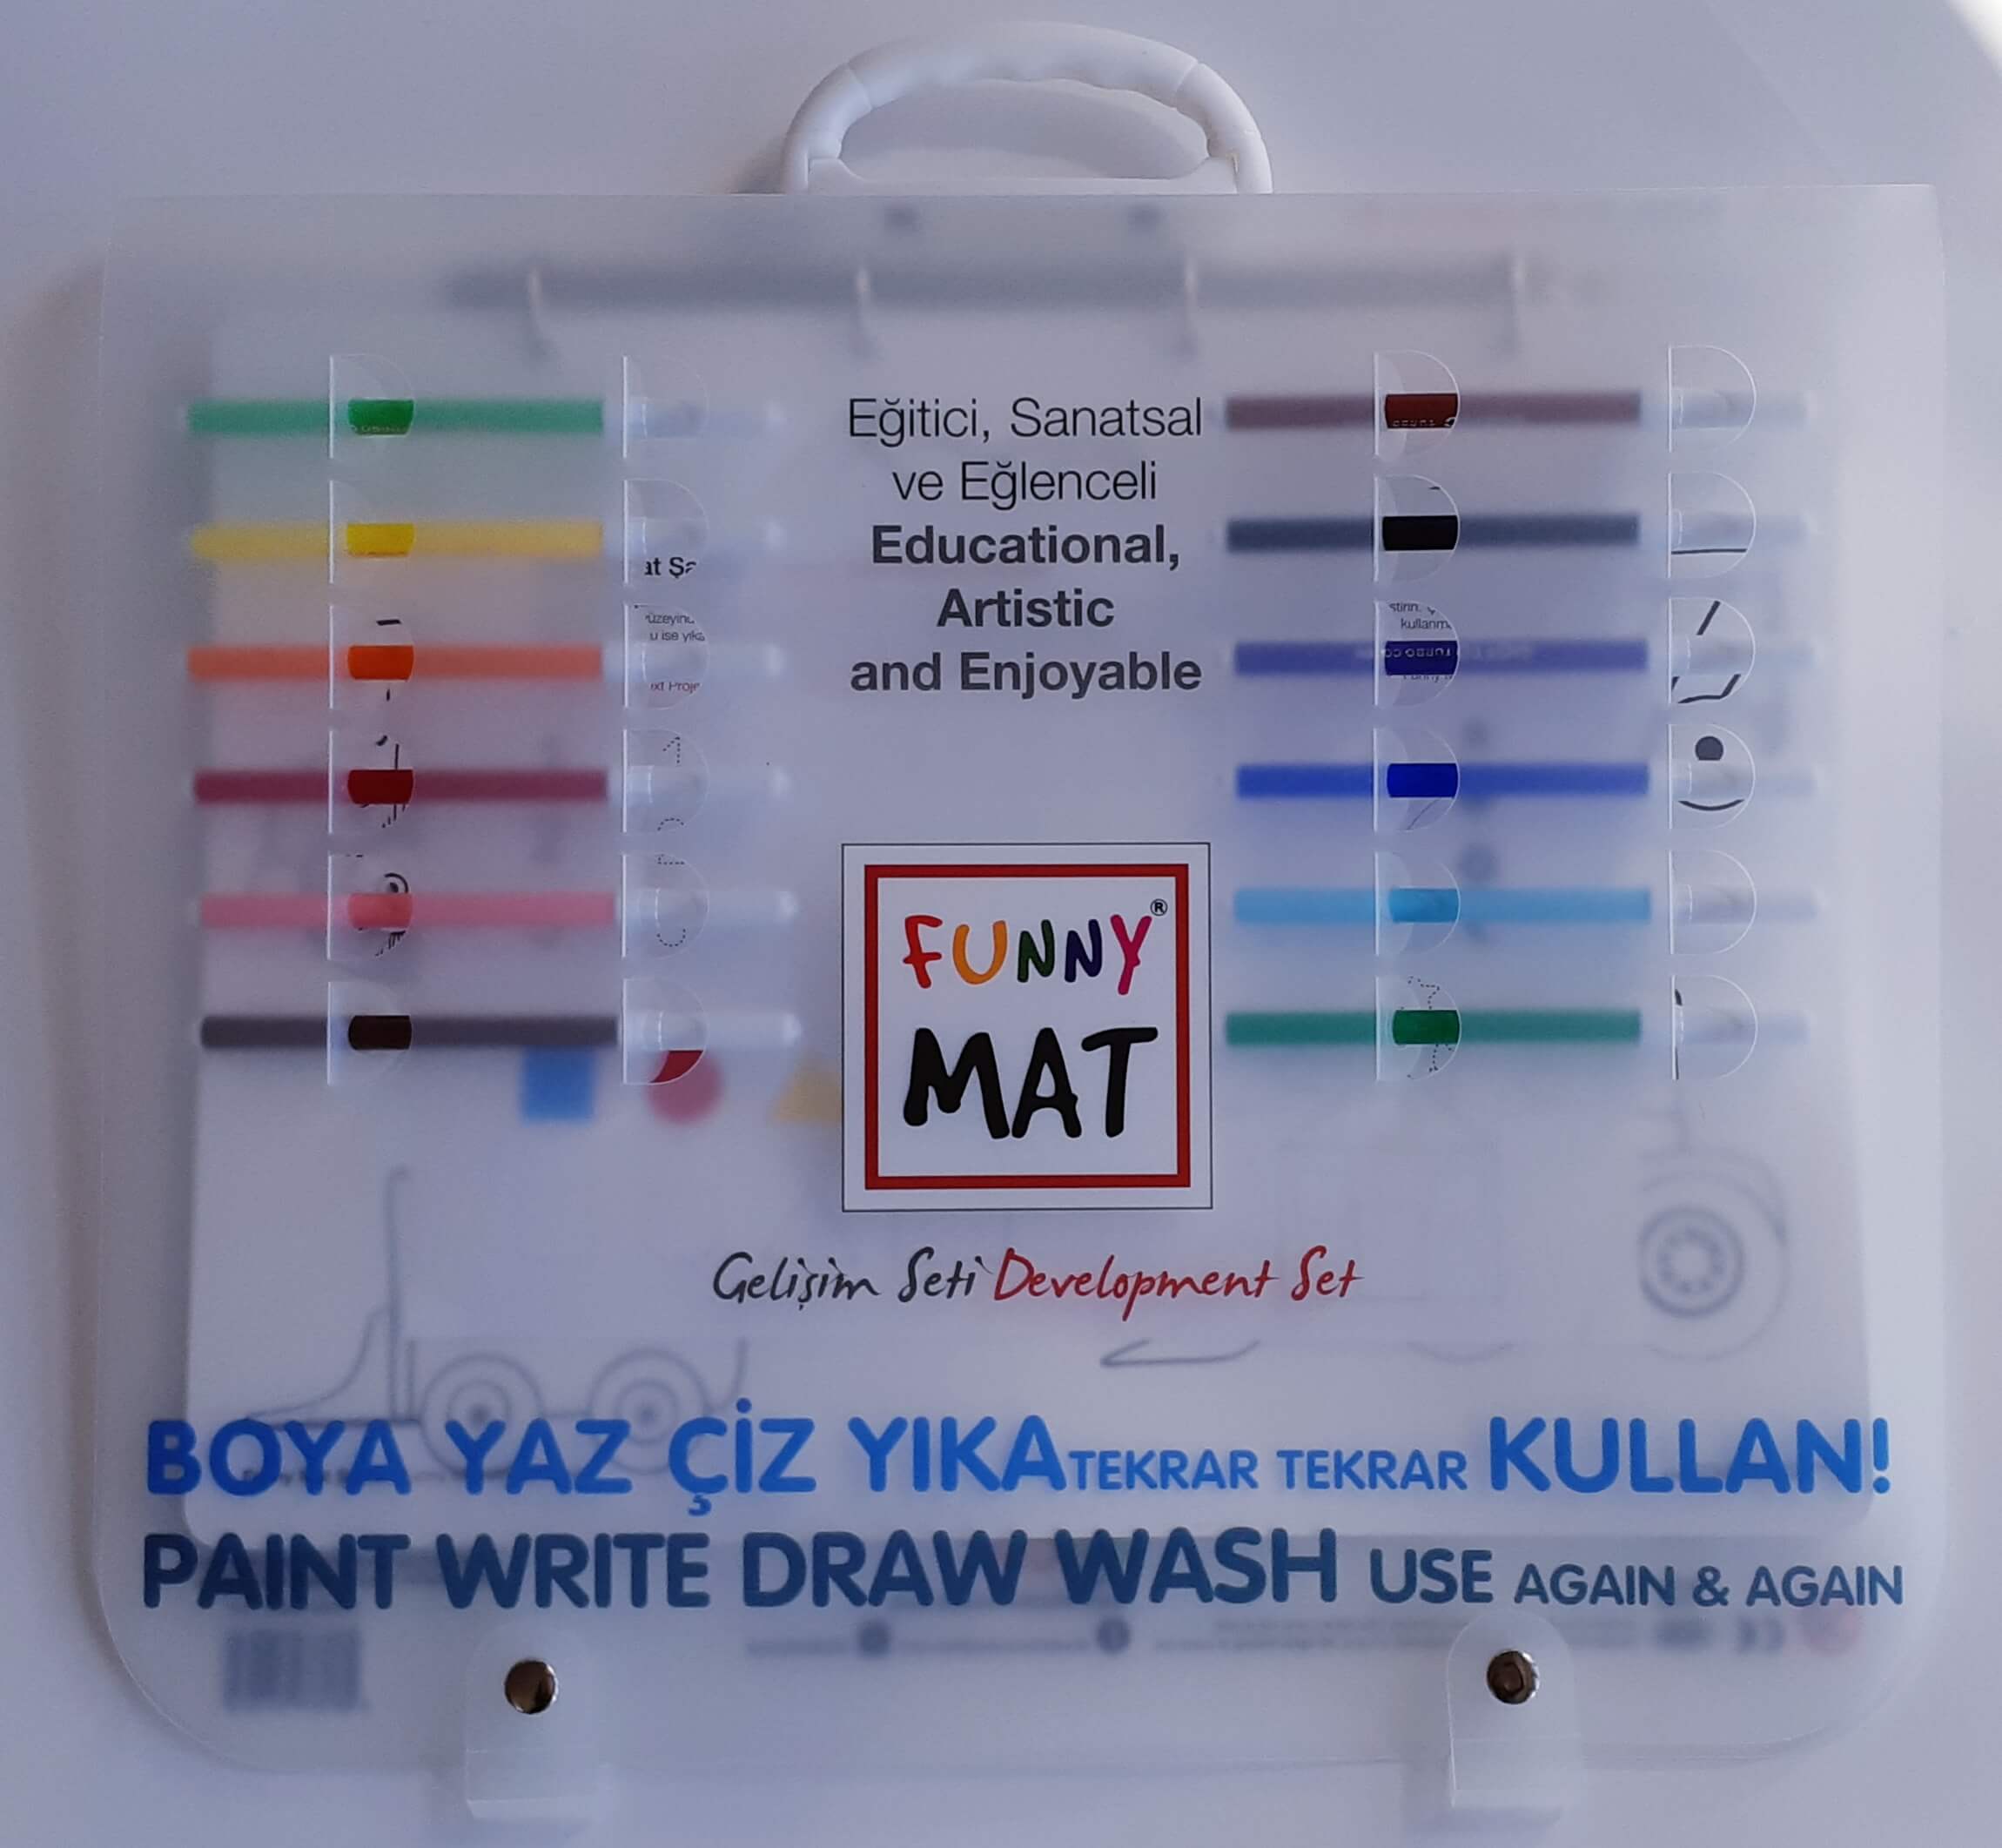 Eğitici, Sanatsal
ve Eğlenceli
Educational,
Artistic
and Enjoyable
FUNNY®
MAT
Gelişim Seti Development Set
BOYA YAZ ÇİZ YIKA TEKRAR TEKRAR KULLAN!
PAINT WRITE DRAW WASH USE AGAIN & AGAIN